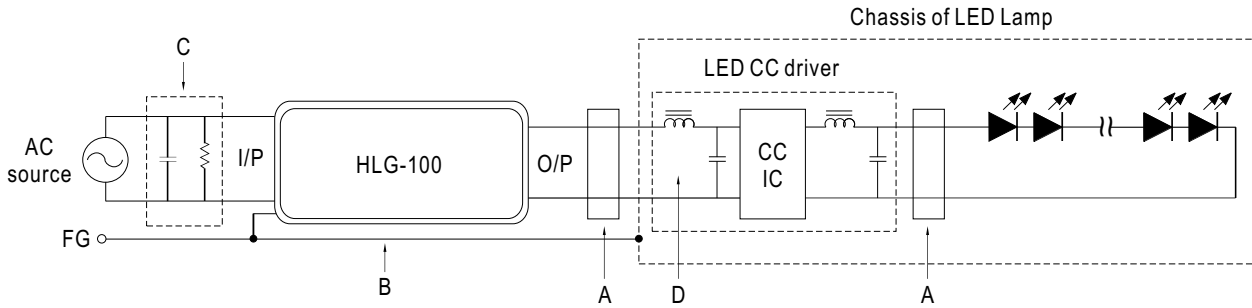 Chassis of LED Lamp
C
LED CC driver
AC
source
I/P
HLG-100
O/P
CC
IC
FG
B
A
D
A